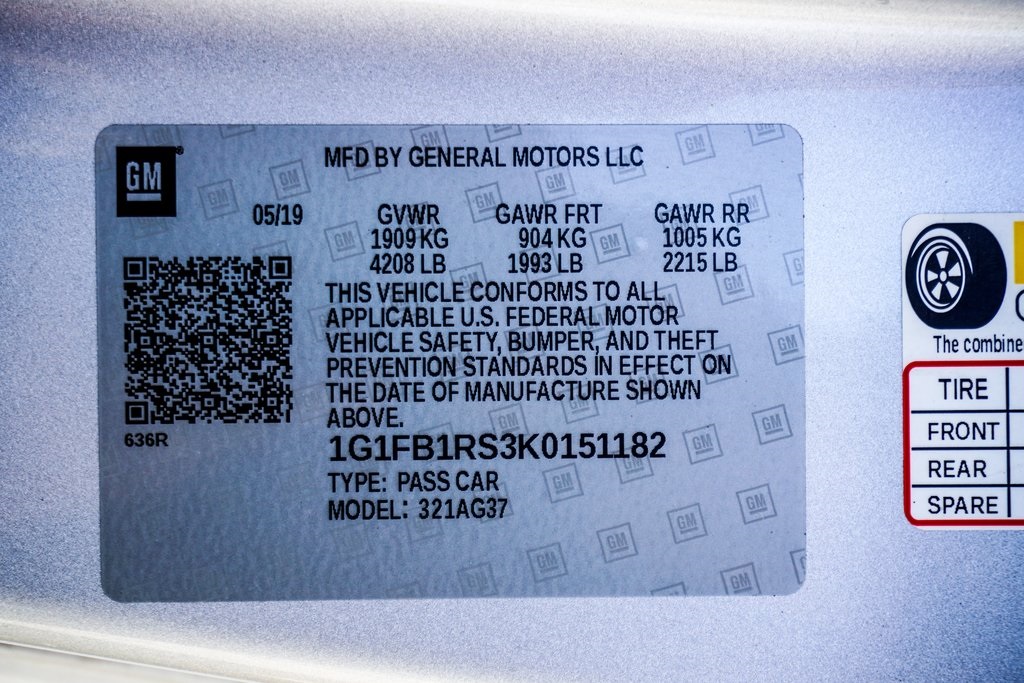 GM
MFD BY GENERAL MOTORS LLC
05/19 GVWR GAWR FRT GAWR RR
1909 KG 904 KG 1005 KG
4208 LB 1993 LB 2215 LB
THIS VEHICLE CONFORMS TO ALL
APPLICABLE U.S. FEDERAL MOTOR
VEHICLE SAFETY, BUMPER, AND THEFT
PREVENTION STANDARDS IN EFFECT ON
THE DATE OF MANUFACTURE SHOWN
ABOVE.
636R
1G1FB1RS3K0151182
TYPE: PASS CAR
MODEL: 321AG37
The combine
TIRE
FRONT
REAR
SPARE